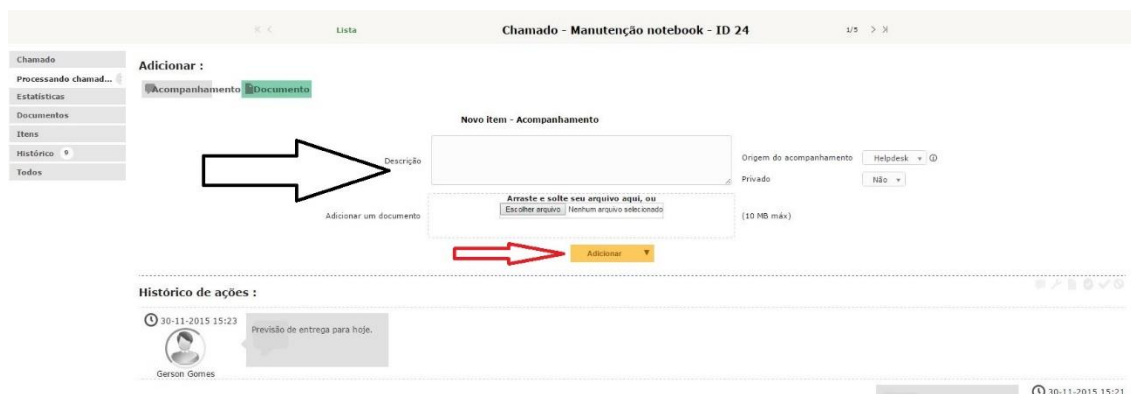 Lista Chamado - Manutenção notebook - ID 24 1/5
Chamado
Processando chamad...
Estatísticas
Documentos
Itens
Histórico 9
Todos
Adicionar :
Acompanhamento Documento
Novo item - Acompanhamento
Descrição
Origem do acompanhamento Helpdesk
Privado Não
Adicionar um documento
Arraste e solte seu arquivo aqui, ou
Escolher arquivo Nenhum arquivo selecionado
(10 MB máx)
Adicionar
Histórico de ações :
30-11-2015 15:23
Previsão de entrega para hoje.
Gerson Gomes
30-11-2015 15:21